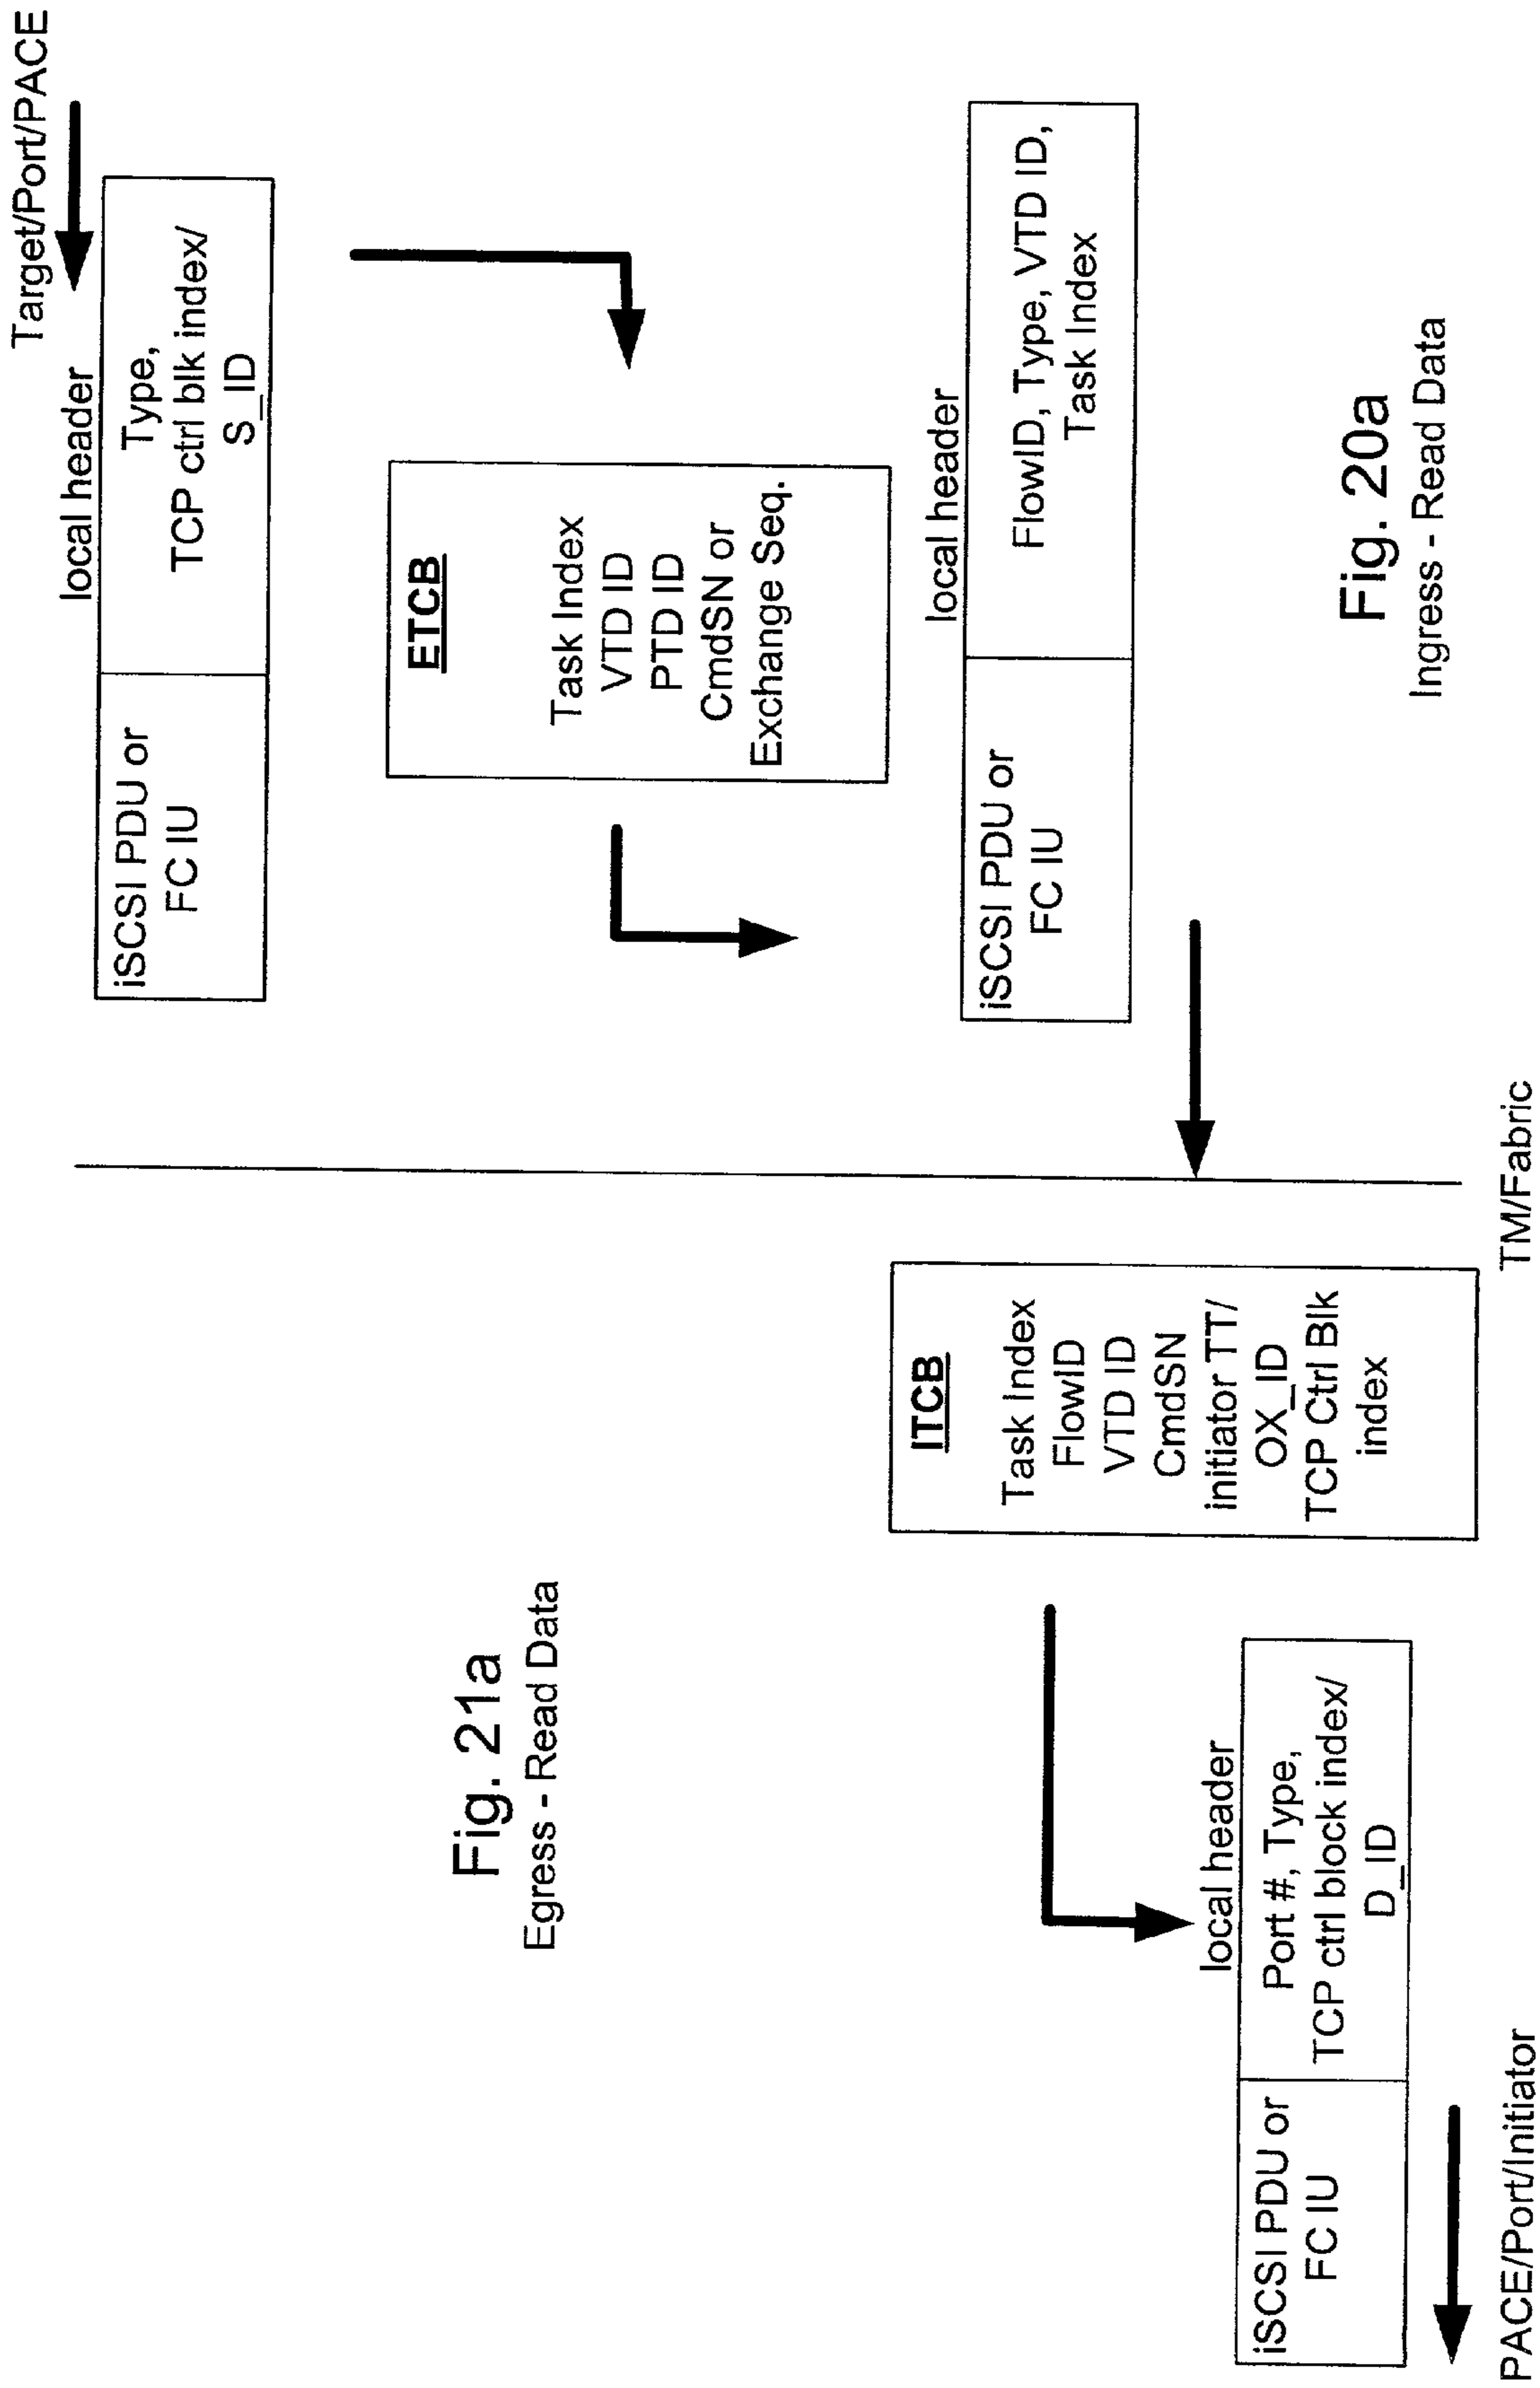 Target/Port/PACE
local header
iSCSI PDU or
FC IU
Type,
TCP ctrl blk index/
S_ID
ETCB
Task Index
VTD ID
PTD ID
CmdSN or
Exchange Seq.
local header
iSCSI PDU or
FC IU
FlowID, Type, VTD ID,
Task Index
Fig. 20a
Ingress - Read Data
TM/Fabric
Fig. 21a
Egress - Read Data
ITCB
Task Index
FlowID
VTD ID
CmdSN
initiator TT/
OX_ID
TCP Ctrl Blk
index
local header
iSCSI PDU or
FC IU
Port #, Type,
TCP ctrl block index/
D_ID
PACE/Port/Initiator